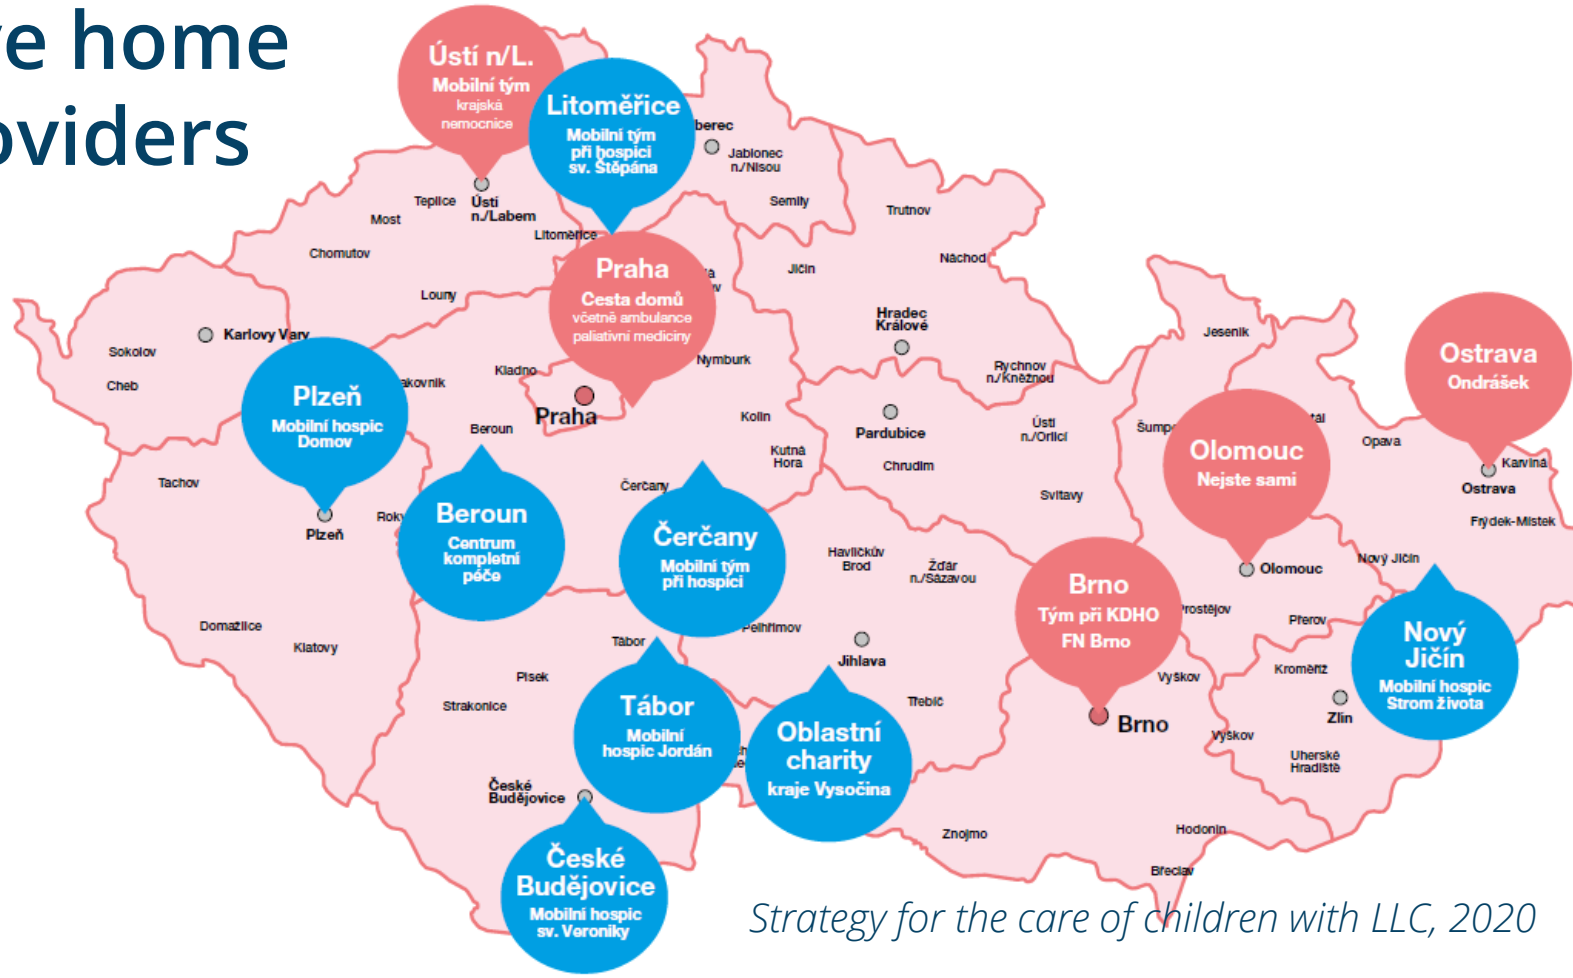 ve home
oviders
Ústí n/L.
Mobilní tým
krajská
nemocnice
Litoměřice
Mobilní tým
při hospici
sv. Štěpána
berec
Jablonec
n./Nisou
Semily
Trutnov
Náchod
Jičín
Teplice
Ústí
n./Labem
Most
Litoměřice
Chomutov
Louny
Praha
Cesta domů
včetně ambulance
paliativní medicíny
Hradec
Králové
Rychnov
n./Kněžnou
Jeseník
Karlovy Vary
Sokolov
Cheb
Plzeň
Mobilní hospic
Domov
akovník
Kladno
Nymburk
Praha
Beroun
Kolín
Kutná
Hora
Pardubice
Chrudim
Ústí
n./Orlicí
Svitavy
Šumpe
Olomouc
Nejste sami
tál
Opava
Ostrava
Ondrášek
Karviná
Ostrava
Frýdek-Místek
Tachov
Plzeň
Roky
Beroun
Centrum
kompletní
péče
Čerčany
Čerčany
Mobilní tým
při hospici
Havlíčkův
Brod
Žďár
n./Sázavou
Brno
Tým při KDHO
FN Brno
Olomouc
Nový Jičín
Prostějov
Přerov
Nový
Jičín
Mobilní hospic
Strom života
Domažlice
Klatovy
Tábor
Pelhřimov
Jihlava
Písek
Strakonice
Tábor
Mobilní
hospic Jordán
Třebíč
Oblastní
charity
kraje Vysočina
Brno
Vyškov
Kroměříž
Zlín
Vyškov
Uherské
Hradiště
České
Budějovice
České
Budějovice
Mobilní hospic
sv. Veroniky
Znojmo
Hodonín
Břeclav
Strategy for the care of children with LLC, 2020